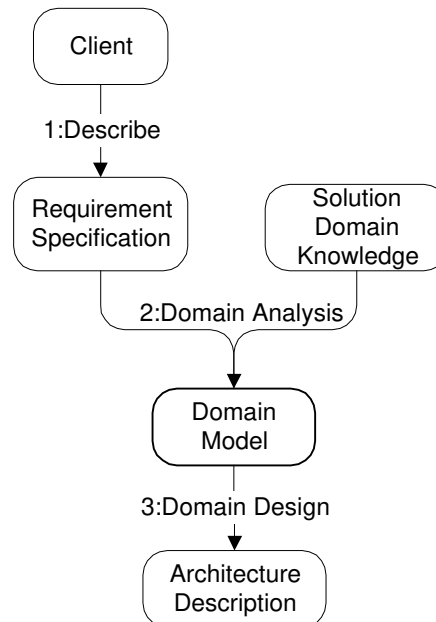 Client
1:Describe
Requirement
Specification
Solution
Domain
Knowledge
2:Domain Analysis
Domain
Model
3:Domain Design
Architecture
Description